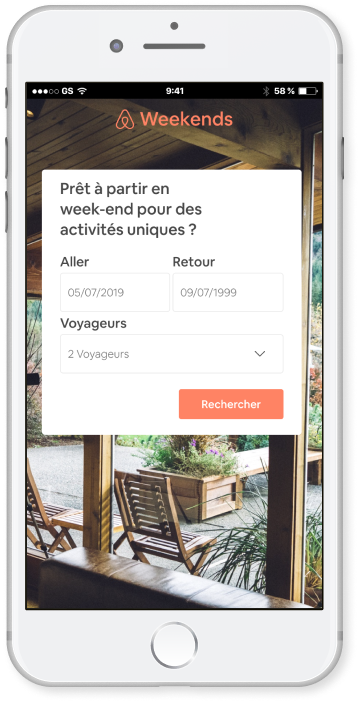 GS 9:41 58 %
Weekends
Prêt à partir en
week-end pour des
activités uniques ?
Aller Retour
05/07/2019 09/07/1999
Voyageurs
2 Voyageurs
Rechercher